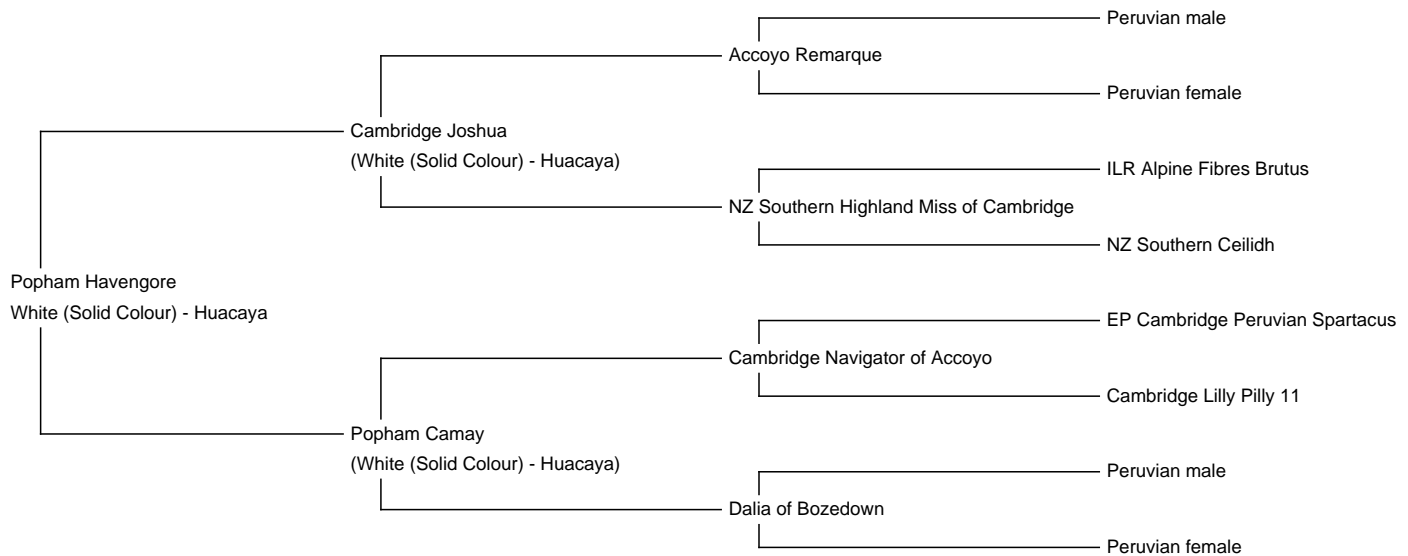 Peruvian male
Accoyo Remarque
Peruvian female
Cambridge Joshua
(White (Solid Colour) - Huacaya)
ILR Alpine Fibres Brutus
NZ Southern Highland Miss of Cambridge
NZ Southern Ceilidh
Popham Havengore
White (Solid Colour) - Huacaya
EP Cambridge Peruvian Spartacus
Cambridge Navigator of Accoyo
Cambridge Lilly Pilly 11
Popham Camay
(White (Solid Colour) - Huacaya)
Peruvian male
Dalia of Bozedown
Peruvian female